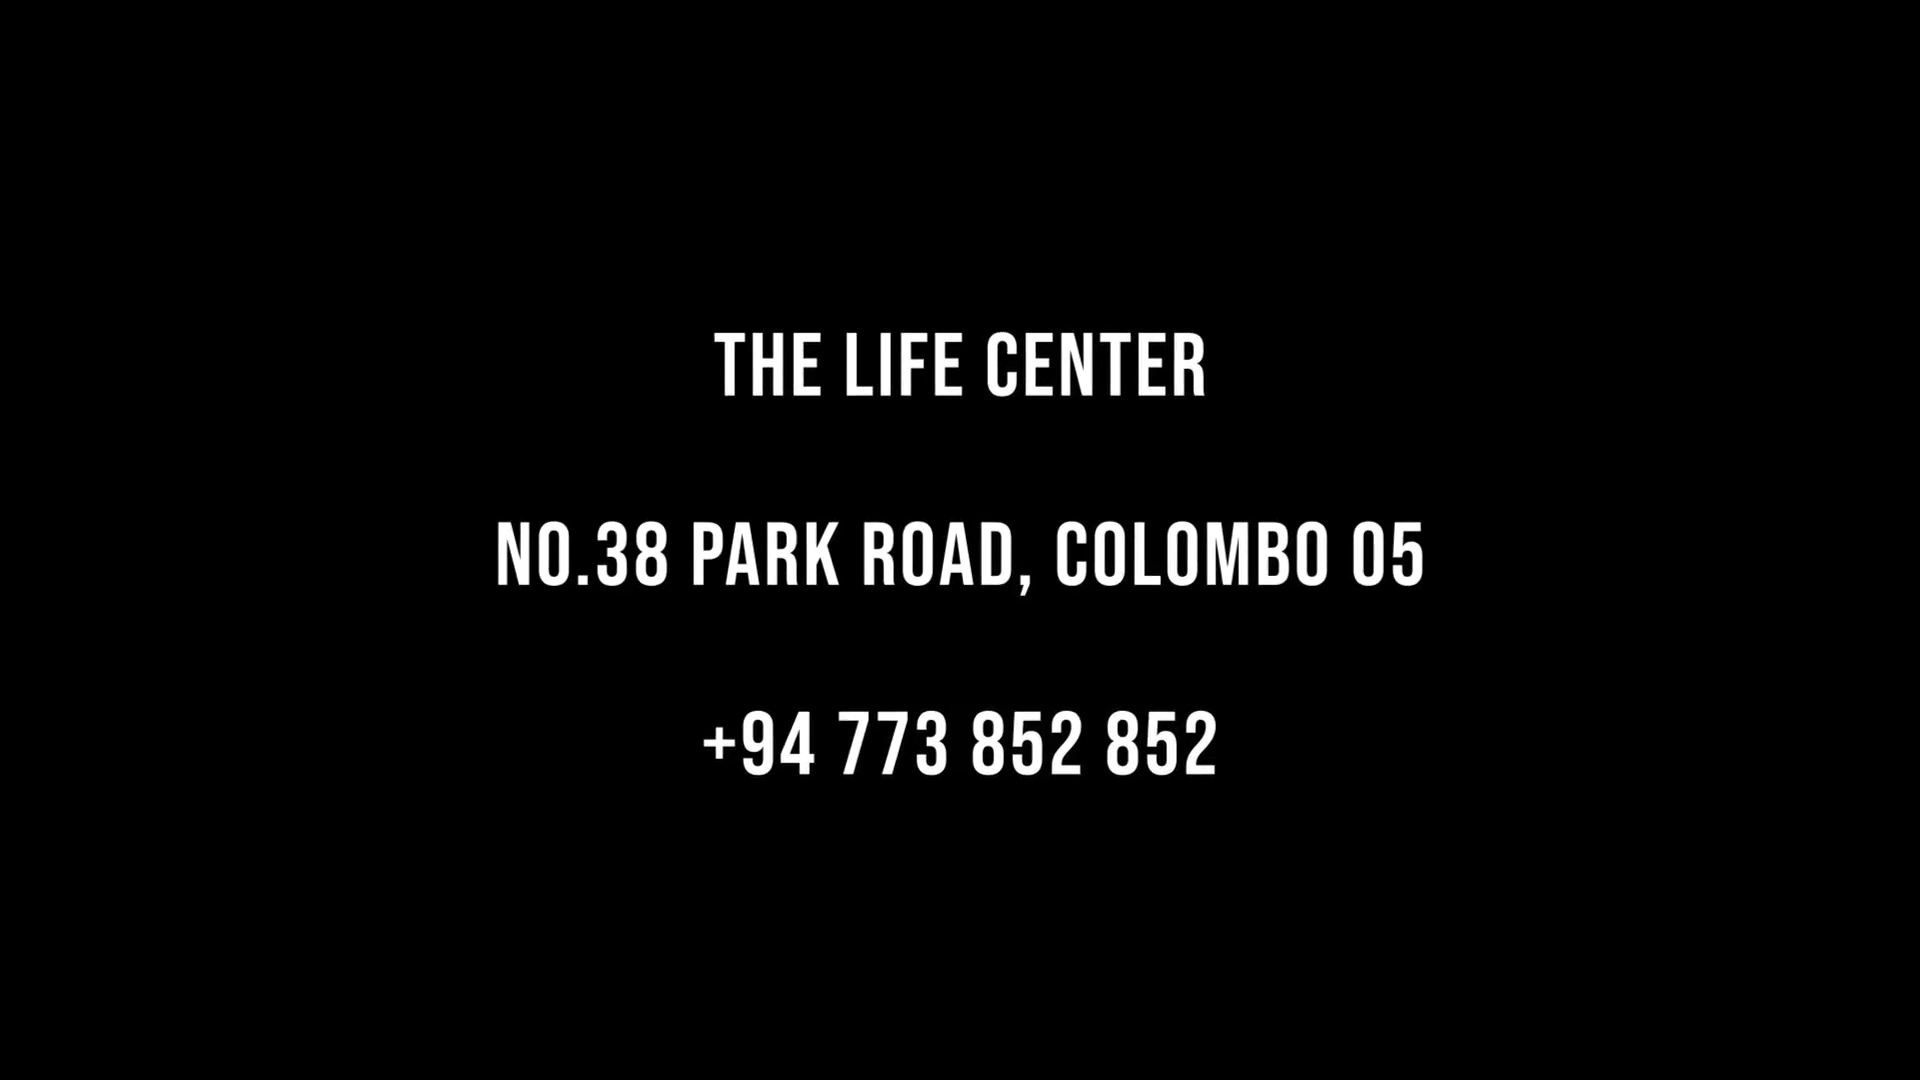 THE LIFE CENTER
NO.38 PARK ROAD, COLOMBO 05
+94 773 852 852